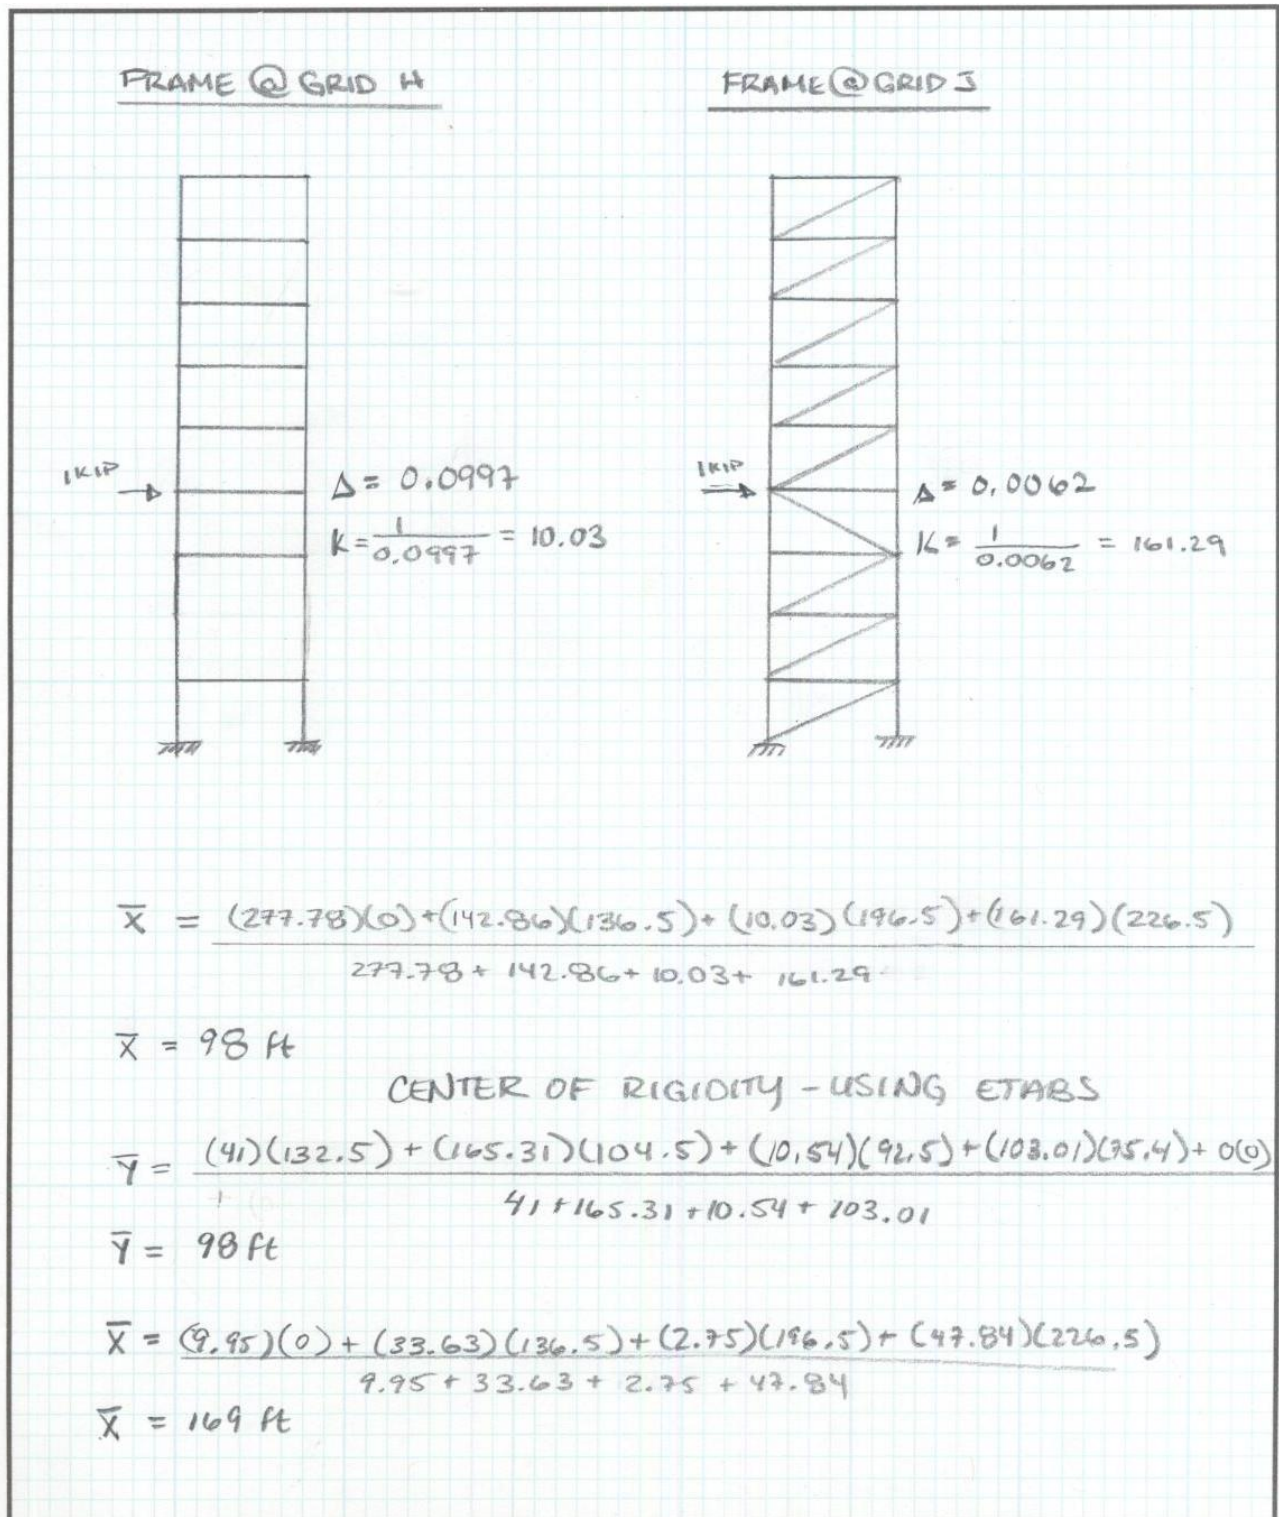 FRAME @ GRID H
FRAME @ GRID J
1 KIP
Δ = 0.0997
K = 1/0.0997 = 10.03
1 KIP
Δ = 0.0062
K = 1/0.0062 = 161.29
X̄ = (277.78)(0)+(142.86)(136.5)+(10.03)(196.5)+(161.29)(226.5)
277.78 + 142.86 + 10.03 + 161.29
X̄ = 98 ft
CENTER OF RIGIDITY - USING ETABS
Ȳ = (41)(132.5) + (165.31)(104.5) + (10.54)(92.5) + (103.01)(75.4) + 0(0)
41 + 165.31 + 10.54 + 103.01
Ȳ = 98 ft
X̄ = (9.95)(0) + (33.63)(136.5) + (2.75)(196.5) + (47.84)(226.5)
9.95 + 33.63 + 2.75 + 47.84
X̄ = 169 ft